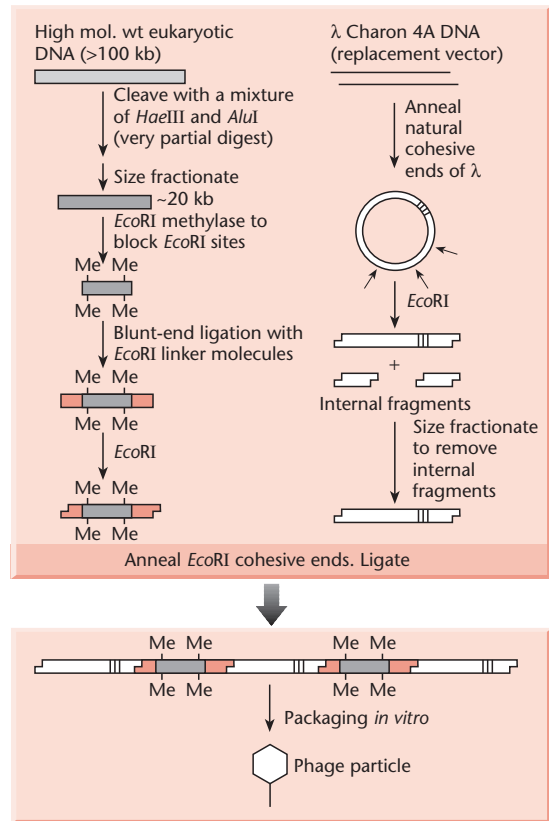 High mol. wt eukaryotic
DNA (>100 kb)
Cleave with a mixture
of HaeIII and AluI
(very partial digest)
Size fractionate
~20 kb
EcoRI methylase to
block EcoRI sites
Me Me
Me Me
Blunt-end ligation with
EcoRI linker molecules
Me Me
Me Me
EcoRI
Me Me
Me Me
λ Charon 4A DNA
(replacement vector)
Anneal
natural
cohesive
ends of λ
EcoRI
+
Internal fragments
Size fractionate
to remove
internal
fragments
Anneal EcoRI cohesive ends. Ligate
Me Me Me Me
Me Me Me Me
Packaging in vitro
Phage particle